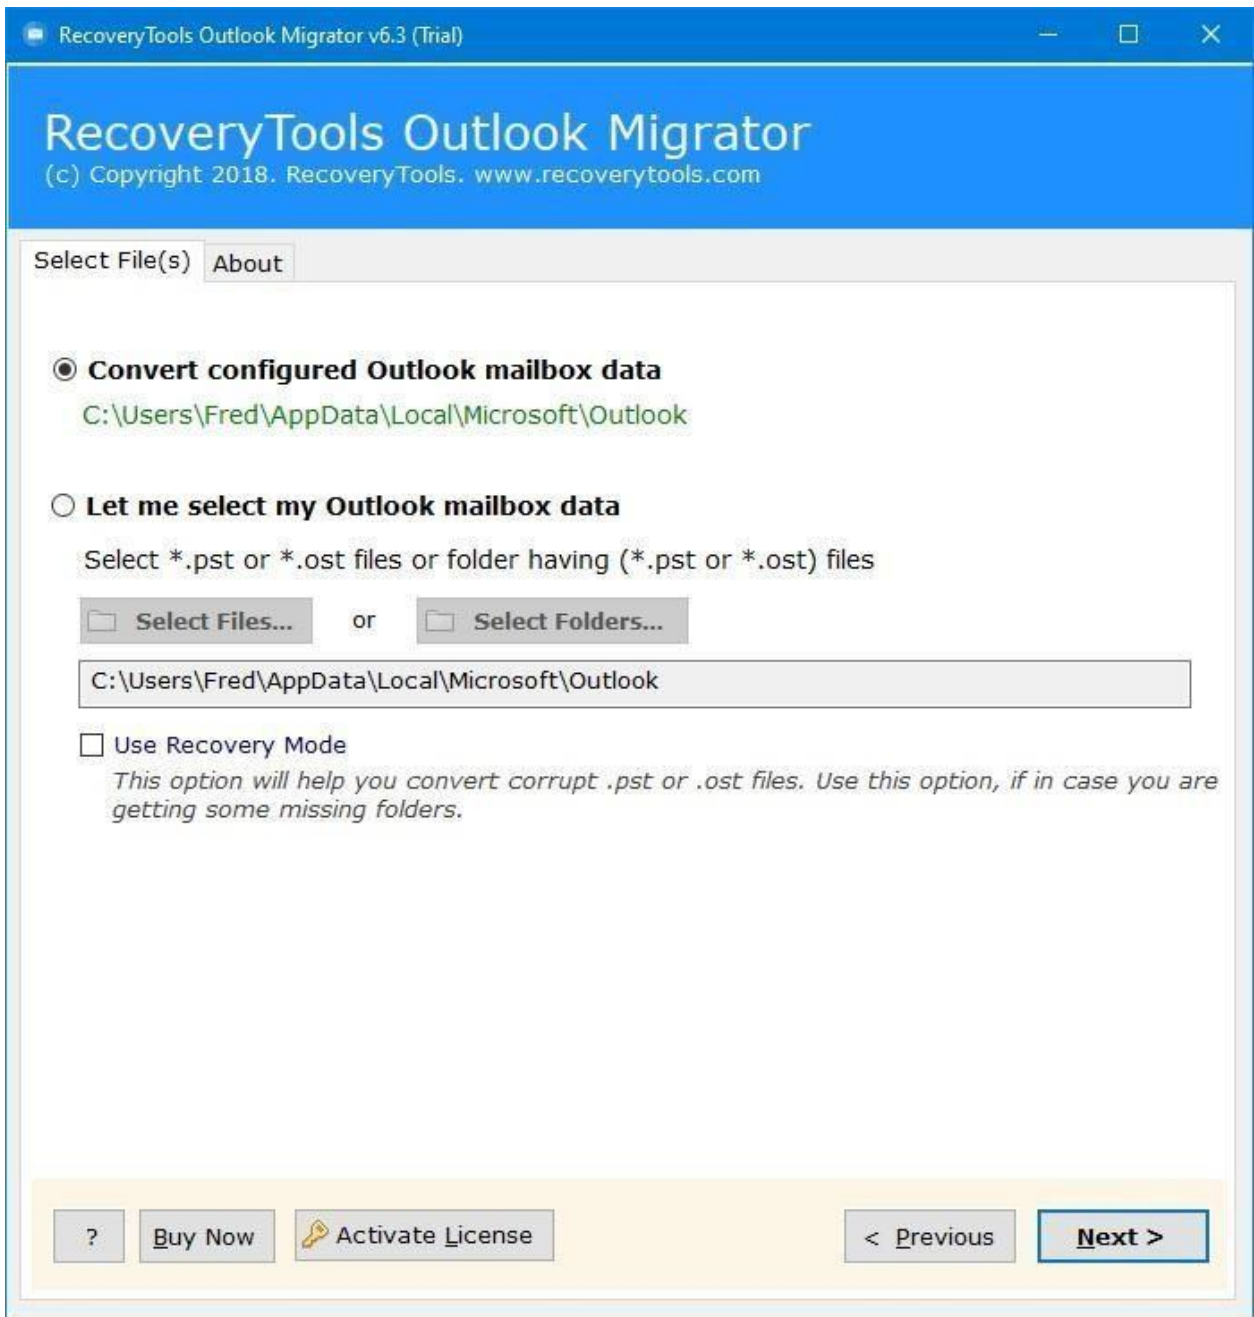 RecoveryTools Outlook Migrator v6.3 (Trial)
RecoveryTools Outlook Migrator
(c) Copyright 2018. RecoveryTools. www.recoverytools.com
Select File(s) About
Convert configured Outlook mailbox data
C:\Users\Fred\AppData\Local\Microsoft\Outlook
Let me select my Outlook mailbox data
Select *.pst or *.ost files or folder having (*.pst or *.ost) files
Select Files... or Select Folders...
C:\Users\Fred\AppData\Local\Microsoft\Outlook
Use Recovery Mode
This option will help you convert corrupt .pst or .ost files. Use this option, if in case you are
getting some missing folders.
? Buy Now Activate License < Previous Next >